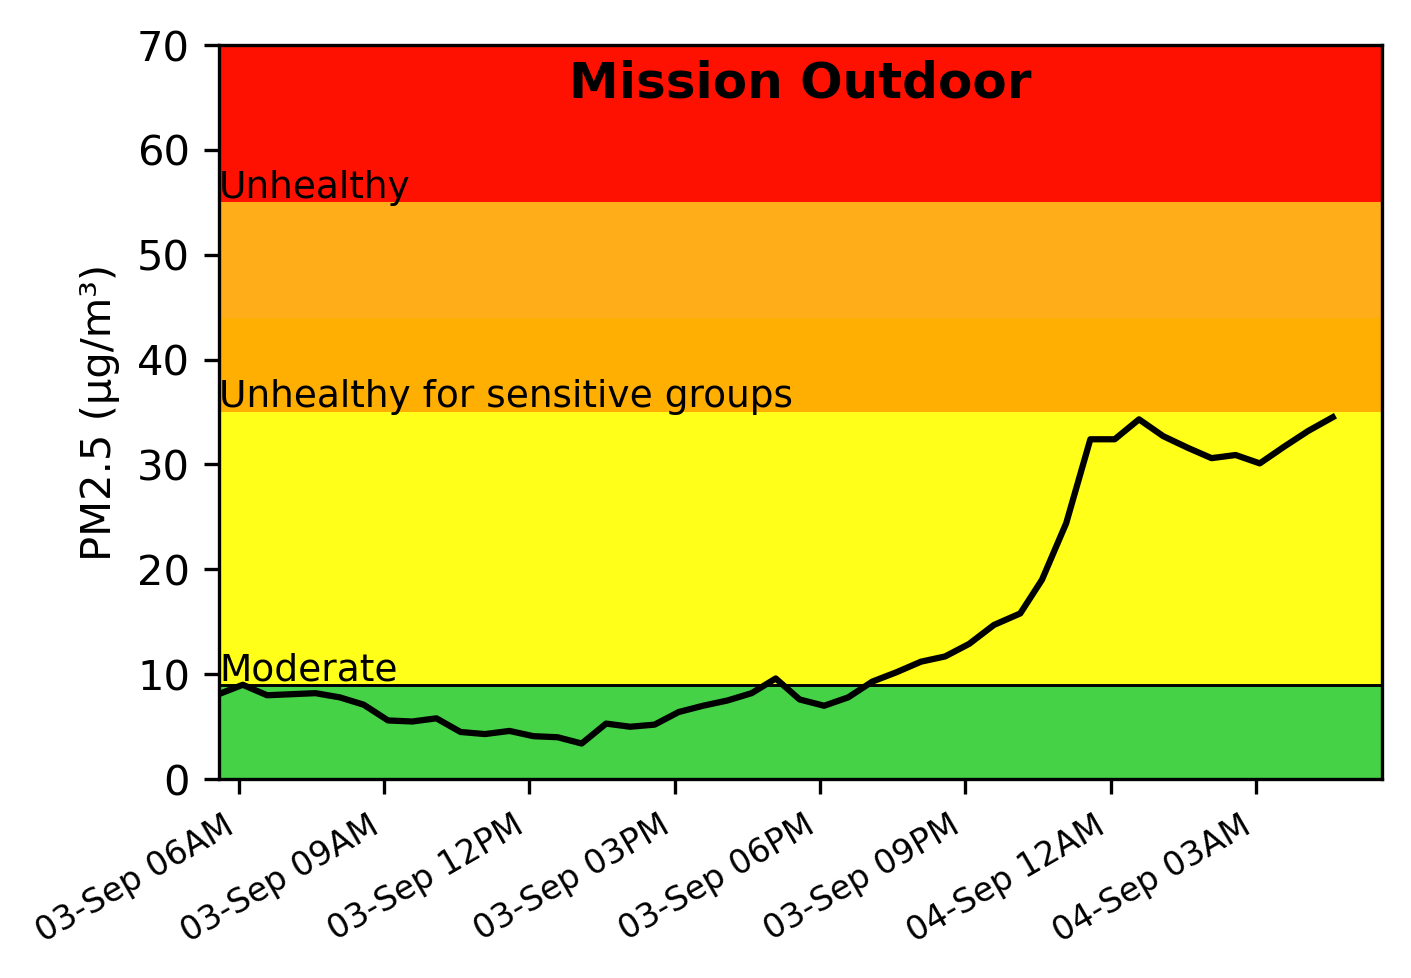 Mission Outdoor
PM2.5 (µg/m³)
70
60
50
40
30
20
10
0
Unhealthy
Unhealthy for sensitive groups
Moderate
03-Sep 06AM
03-Sep 09AM
03-Sep 12PM
03-Sep 03PM
03-Sep 06PM
03-Sep 09PM
04-Sep 12AM
04-Sep 03AM